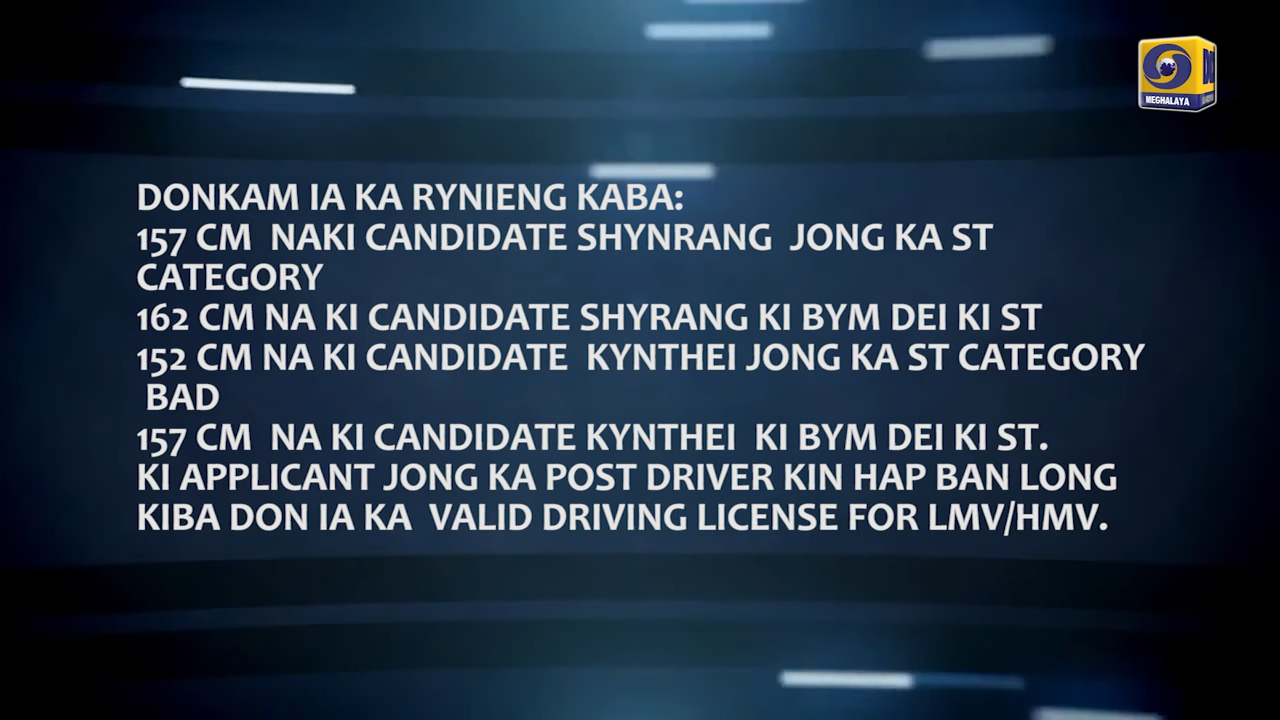 MEGHALAYA
DONKAM IA KA RYNIENG KABA:
157 CM NAKI CANDIDATE SHYNRANG JONG KA ST
CATEGORY
162 CM NA KI CANDIDATE SHYRANG KI BYM DEI KI ST
152 CM NA KI CANDIDATE KYNTHEI JONG KA ST CATEGORY
BAD
157 CM NA KI CANDIDATE KYNTHEI KI BYM DEI KI ST.
KI APPLICANT JONG KA POST DRIVER KIN HAP BAN LONG
KIBA DON IA KA VALID DRIVING LICENSE FOR LMV/HMV.